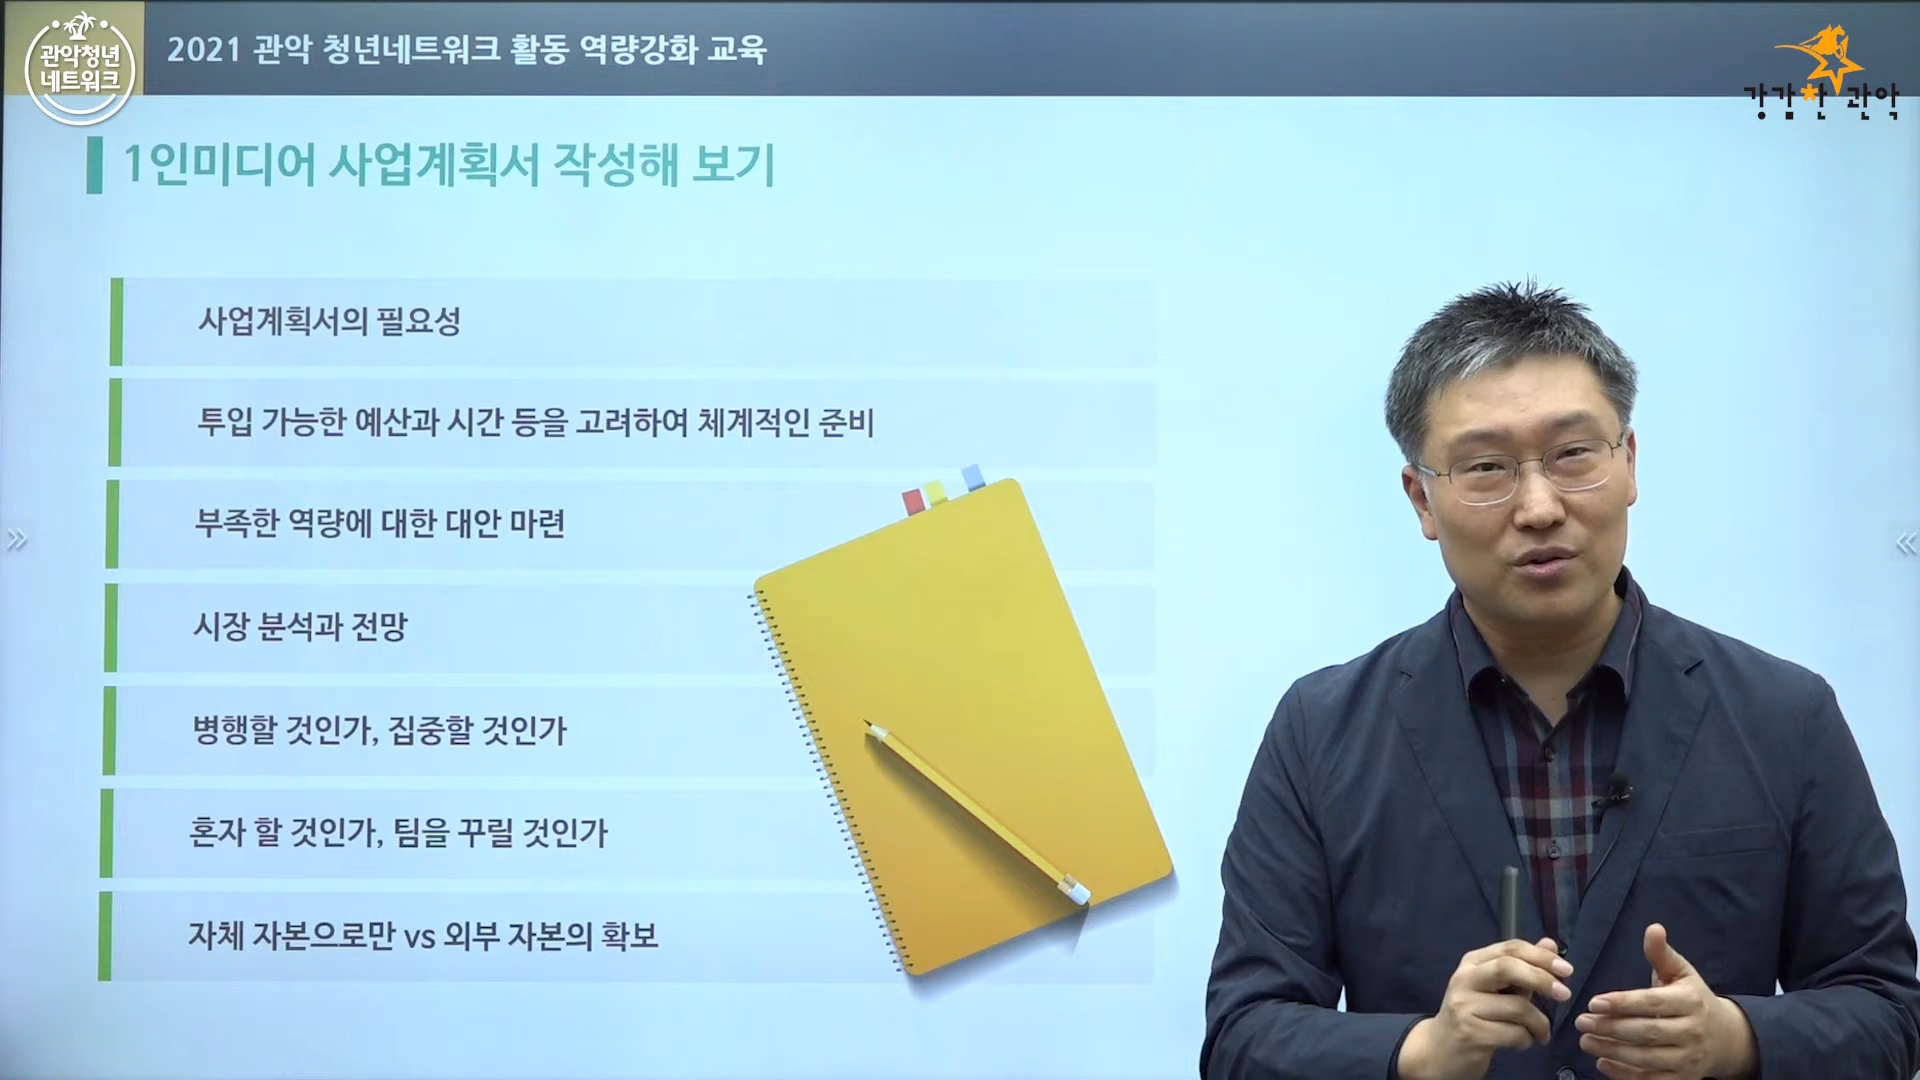 관악청년
네트워크
2021 관악 청년네트워크 활동 역량강화 교육
강감찬 관악
1인미디어 사업계획서 작성해 보기
사업계획서의 필요성
투입 가능한 예산과 시간 등을 고려하여 체계적인 준비
부족한 역량에 대한 대안 마련
시장 분석과 전망
병행할 것인가, 집중할 것인가
혼자 할 것인가, 팀을 꾸릴 것인가
자체 자본으로만 vs 외부 자본의 확보